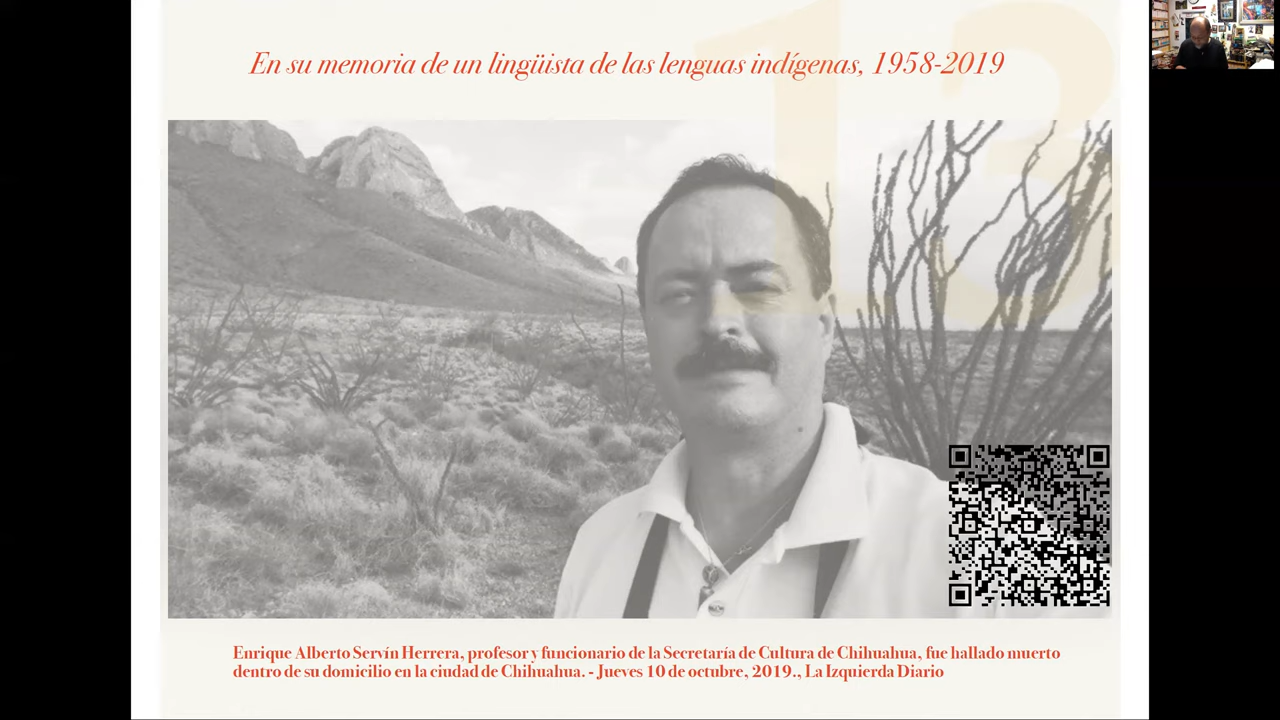 En su memoria de un lingüista de las lenguas indígenas, 1958-2019
13
Enrique Alberto Servín Herrera, profesor y funcionario de la Secretaría de Cultura de Chihuahua, fue hallado muerto
dentro de su domicilio en la ciudad de Chihuahua. - Jueves 10 de octubre, 2019., La Izquierda Diario